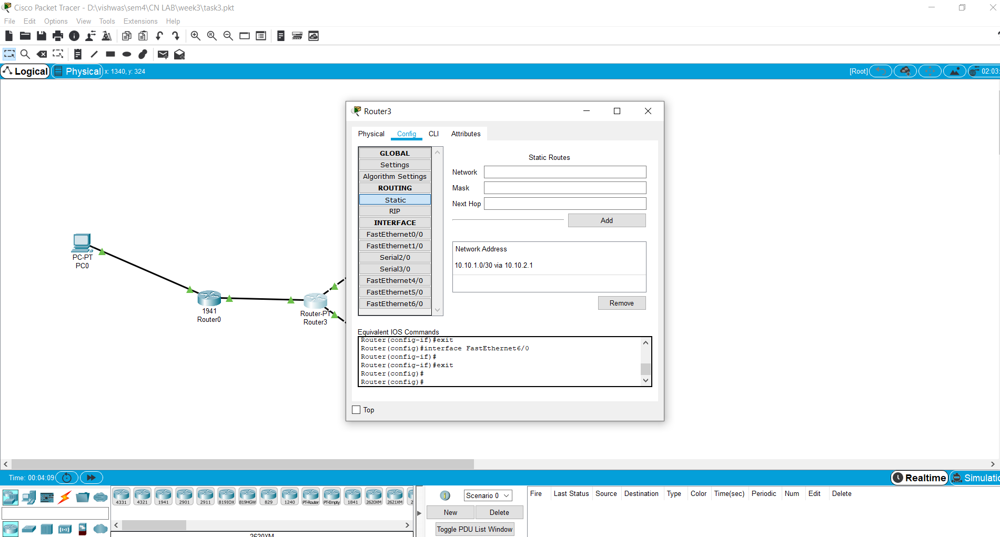 Cisco Packet Tracer - D:\vishwas\sem4\CN LAB\week3\task3.pkt
File Edit Options View Tools Extensions Help
Logical Physical x: 1340, y: 324 [Root] 02:03:
Router3
Physical Config CLI Attributes
GLOBAL
Settings
Algorithm Settings
ROUTING
Static
RIP
INTERFACE
FastEthernet0/0
FastEthernet1/0
Serial2/0
Serial3/0
FastEthernet4/0
FastEthernet5/0
FastEthernet6/0
Static Routes
Network
Mask
Next Hop
Add
Network Address
10.10.1.0/30 via 10.10.2.1
Remove
Equivalent IOS Commands
Router(config-if)#exit
Router(config)#interface FastEthernet6/0
Router(config-if)#
Router(config-if)#exit
Router(config)#
Router(config)#
Top
PC-PT
PC0
1941
Router0
Router-PT
Router3
Time: 00:04:09
Realtime Simulatio
4331 4321 1941 2901 2911 819IOX 819HGW 829 1240 PT-Router PT-Empty 1841 2620XM 2621XM 2
2620XM
Scenario 0
New Delete
Toggle PDU List Window
Fire Last Status Source Destination Type Color Time(sec) Periodic Num Edit Delete